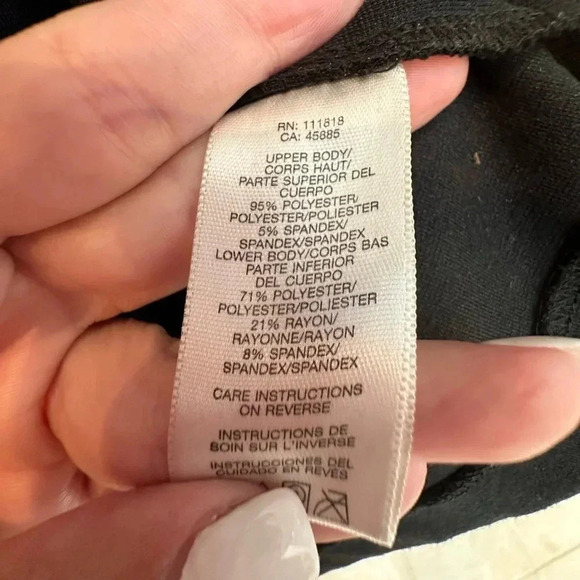 RN: 111818
CA: 45685
UPPER BODY/
CORPS HAUT/
PARTE SUPERIOR DEL
CUERPO
95% POLYESTER/
POLYESTER/POLIESTER
5% SPANDEX/
SPANDEX/SPANDEX
LOWER BODY/CORPS BAS
PARTE INFERIOR
DEL CUERPO
71% POLYESTER/
POLYESTER/POLIESTER
21% RAYON/
RAYONNE/RAYON
8% SPANDEX/
SPANDEX/SPANDEX
CARE INSTRUCTIONS
ON REVERSE
INSTRUCTIONS DE
SOIN SUR L'INVERSE
INSTRUCCIONES DEL
CUIDADO EN REVÉS